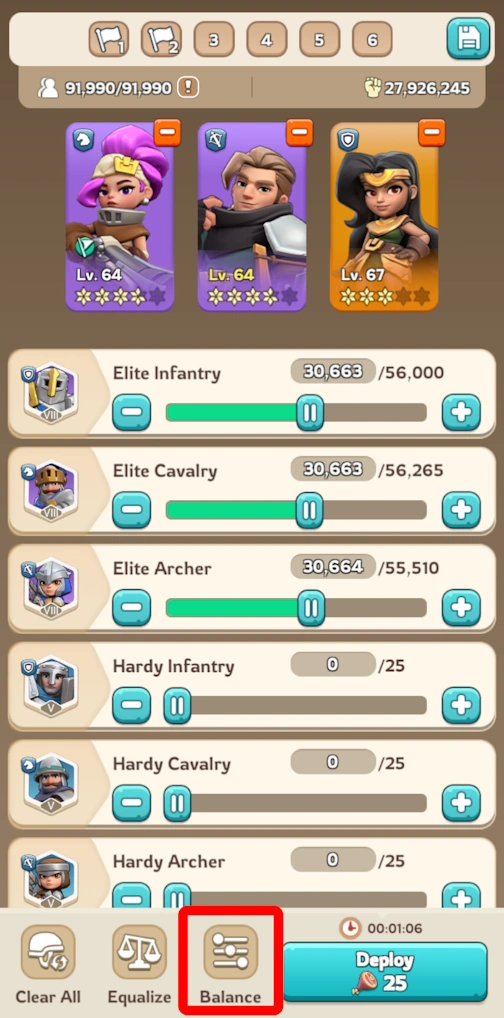 1 2 3 4 5 6
91,990/91,990 ! 27,926,245
Lv. 64 Lv. 64 Lv. 67
Elite Infantry 30,663 /56,000
VII
Elite Cavalry 30,663 /56,265
VII
Elite Archer 30,664 /55,510
VII
Hardy Infantry 0 /25
V
Hardy Cavalry 0 /25
V
Hardy Archer 0 /25
00:01:06
Deploy
25
Clear All Equalize Balance